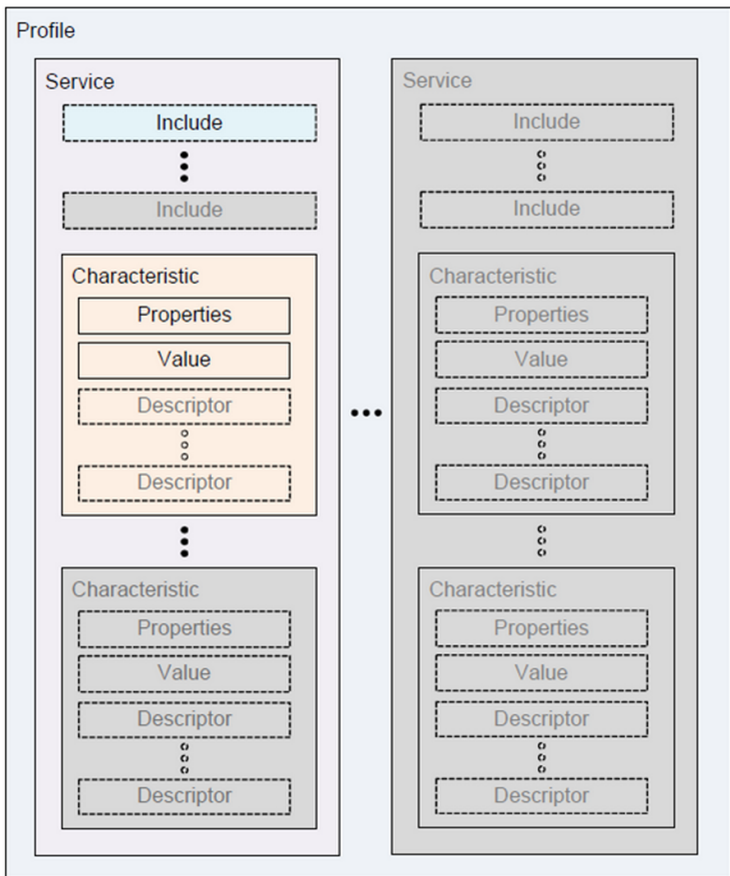 Profile
Service
Include
Include
Characteristic
Properties
Value
Descriptor
Descriptor
Characteristic
Properties
Value
Descriptor
Descriptor
Service
Include
Include
Characteristic
Properties
Value
Descriptor
Descriptor
Characteristic
Properties
Value
Descriptor
Descriptor